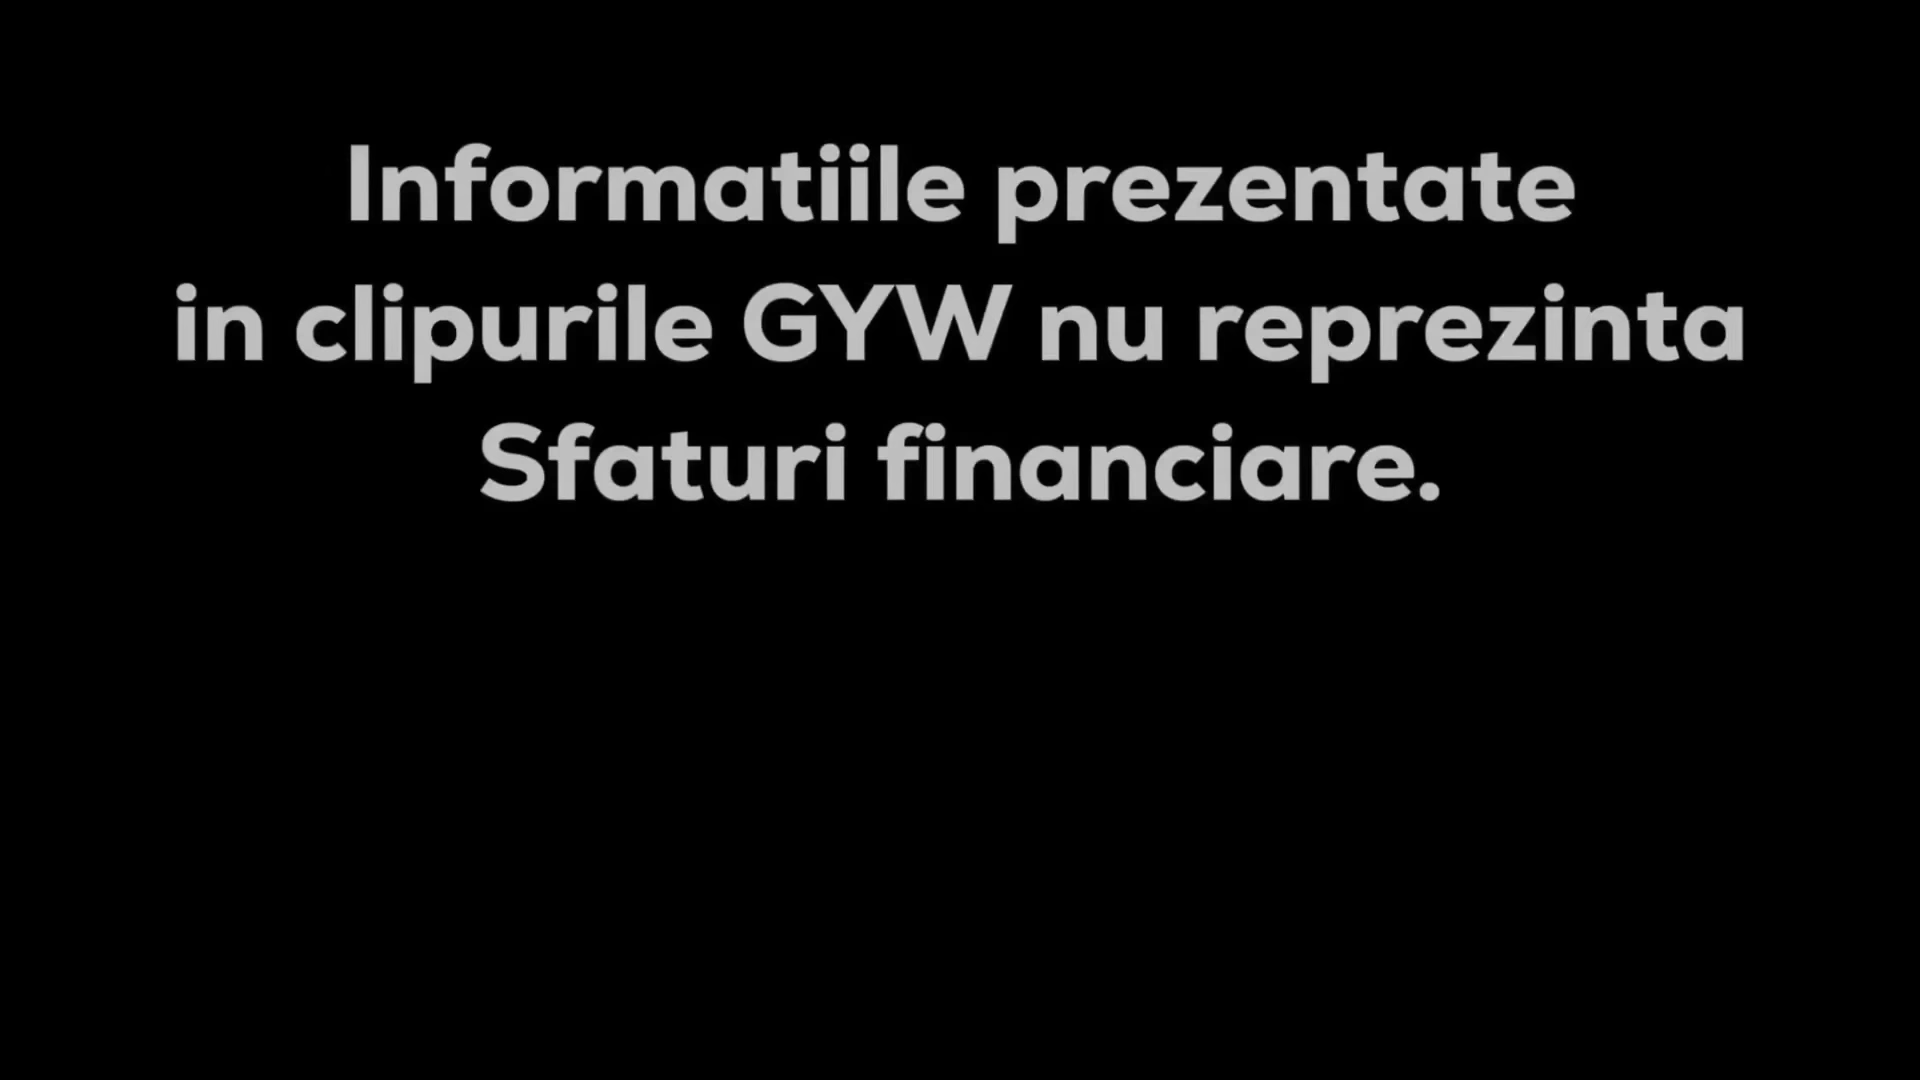 Informatiile prezentate
in clipurile GYW nu reprezinta
Sfaturi financiare.